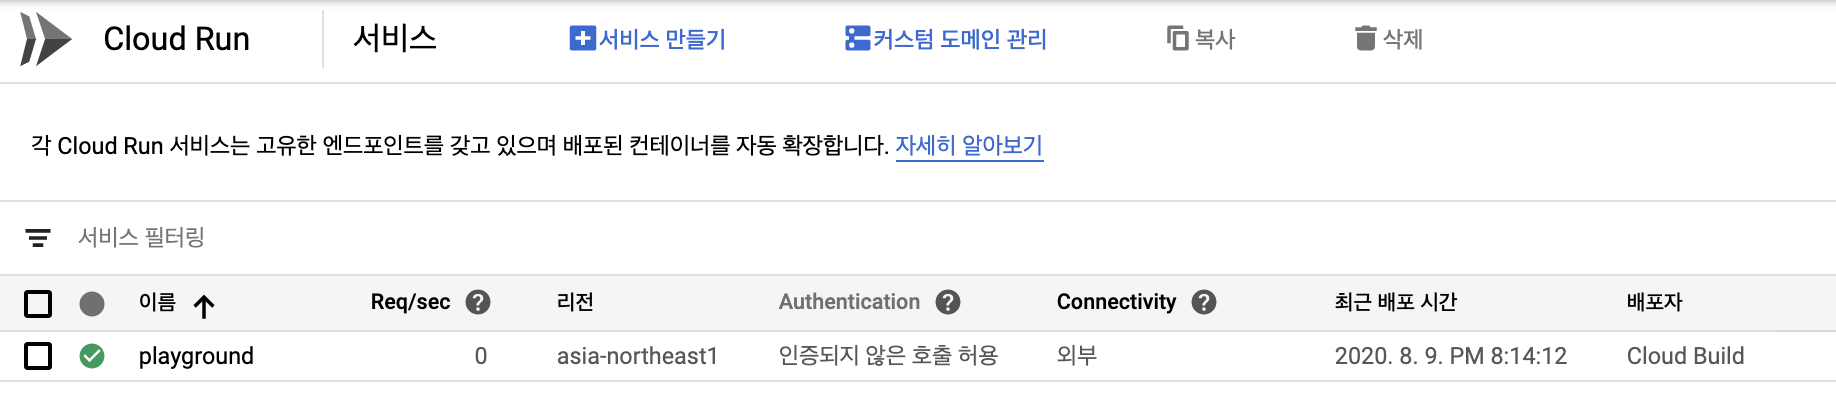 Cloud Run 서비스 서비스 만들기 커스텀 도메인 관리 복사 삭제
각 Cloud Run 서비스는 고유한 엔드포인트를 갖고 있으며 배포된 컨테이너를 자동 확장합니다. 자세히 알아보기
서비스 필터링
이름 Req/sec 리전 Authentication Connectivity 최근 배포 시간 배포자
playground 0 asia-northeast1 인증되지 않은 호출 허용 외부 2020. 8. 9. PM 8:14:12 Cloud Build